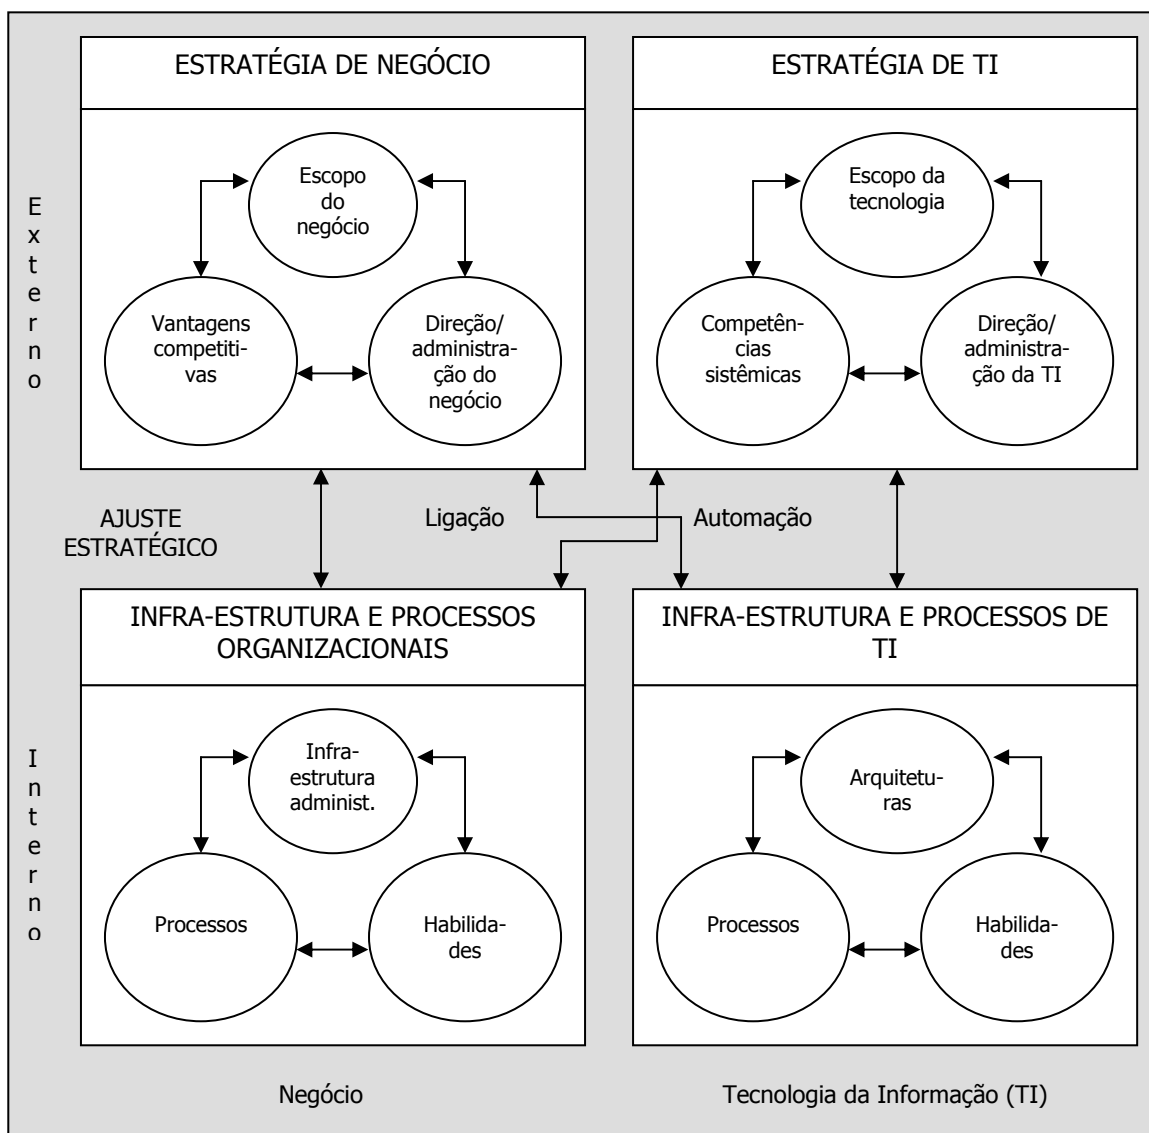 ESTRATÉGIA DE NEGÓCIO
ESTRATÉGIA DE TI
Externo
Escopo
do
negócio
Vantagens
competiti-
vas
Direção/
administra-
ção do
negócio
Escopo da
tecnologia
Competên-
cias
sistêmicas
Direção/
administra-
ção da TI
AJUSTE
ESTRATÉGICO
Ligação
Automação
INFRA-ESTRUTURA E PROCESSOS
ORGANIZACIONAIS
INFRA-ESTRUTURA E PROCESSOS DE
TI
Interno
Infra-
estrutura
administ.
Processos
Habilida-
des
Arquitetu-
ras
Processos
Habilida-
des
Negócio
Tecnologia da Informação (TI)